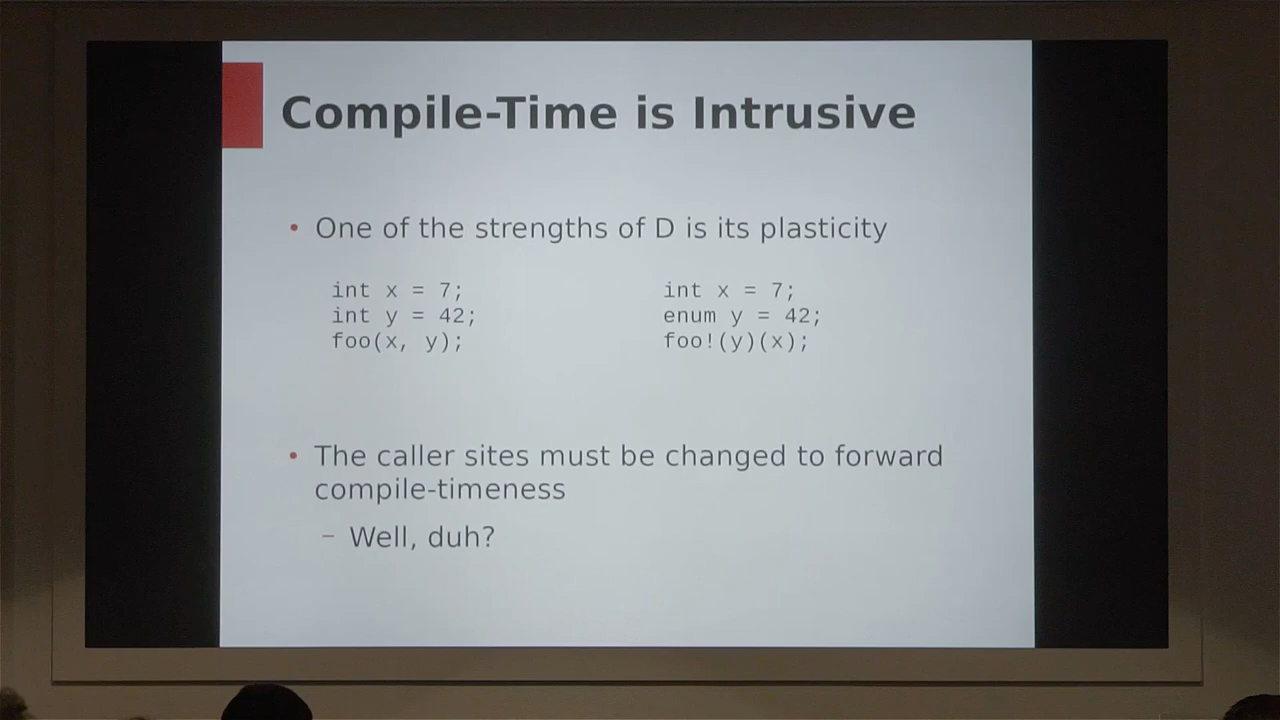 Compile-Time is Intrusive
• One of the strengths of D is its plasticity
int x = 7;
int y = 42;
foo(x, y);
int x = 7;
enum y = 42;
foo!(y)(x);
• The caller sites must be changed to forward
compile-timeness
– Well, duh?